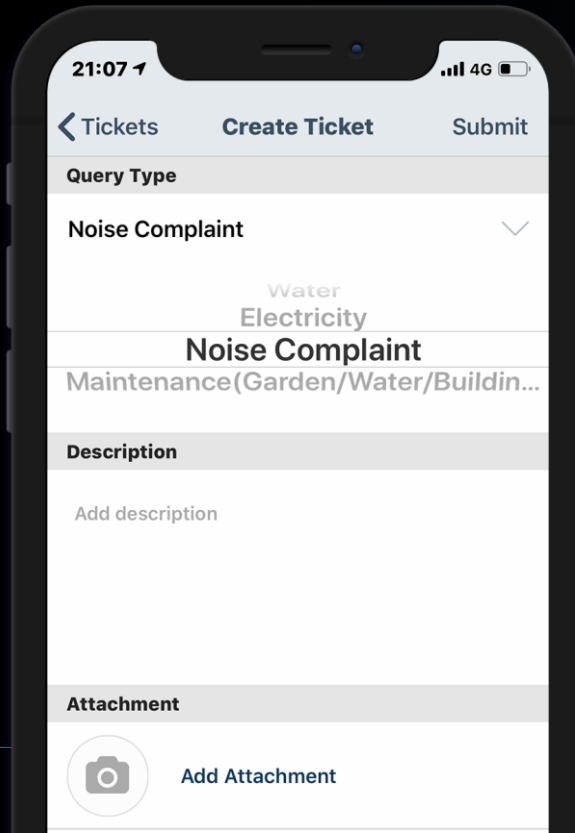 21:07 4G
Tickets Create Ticket Submit
Query Type
Noise Complaint
Water
Electricity
Noise Complaint
Maintenance(Garden/Water/Buildin...
Description
Add description
Attachment
Add Attachment